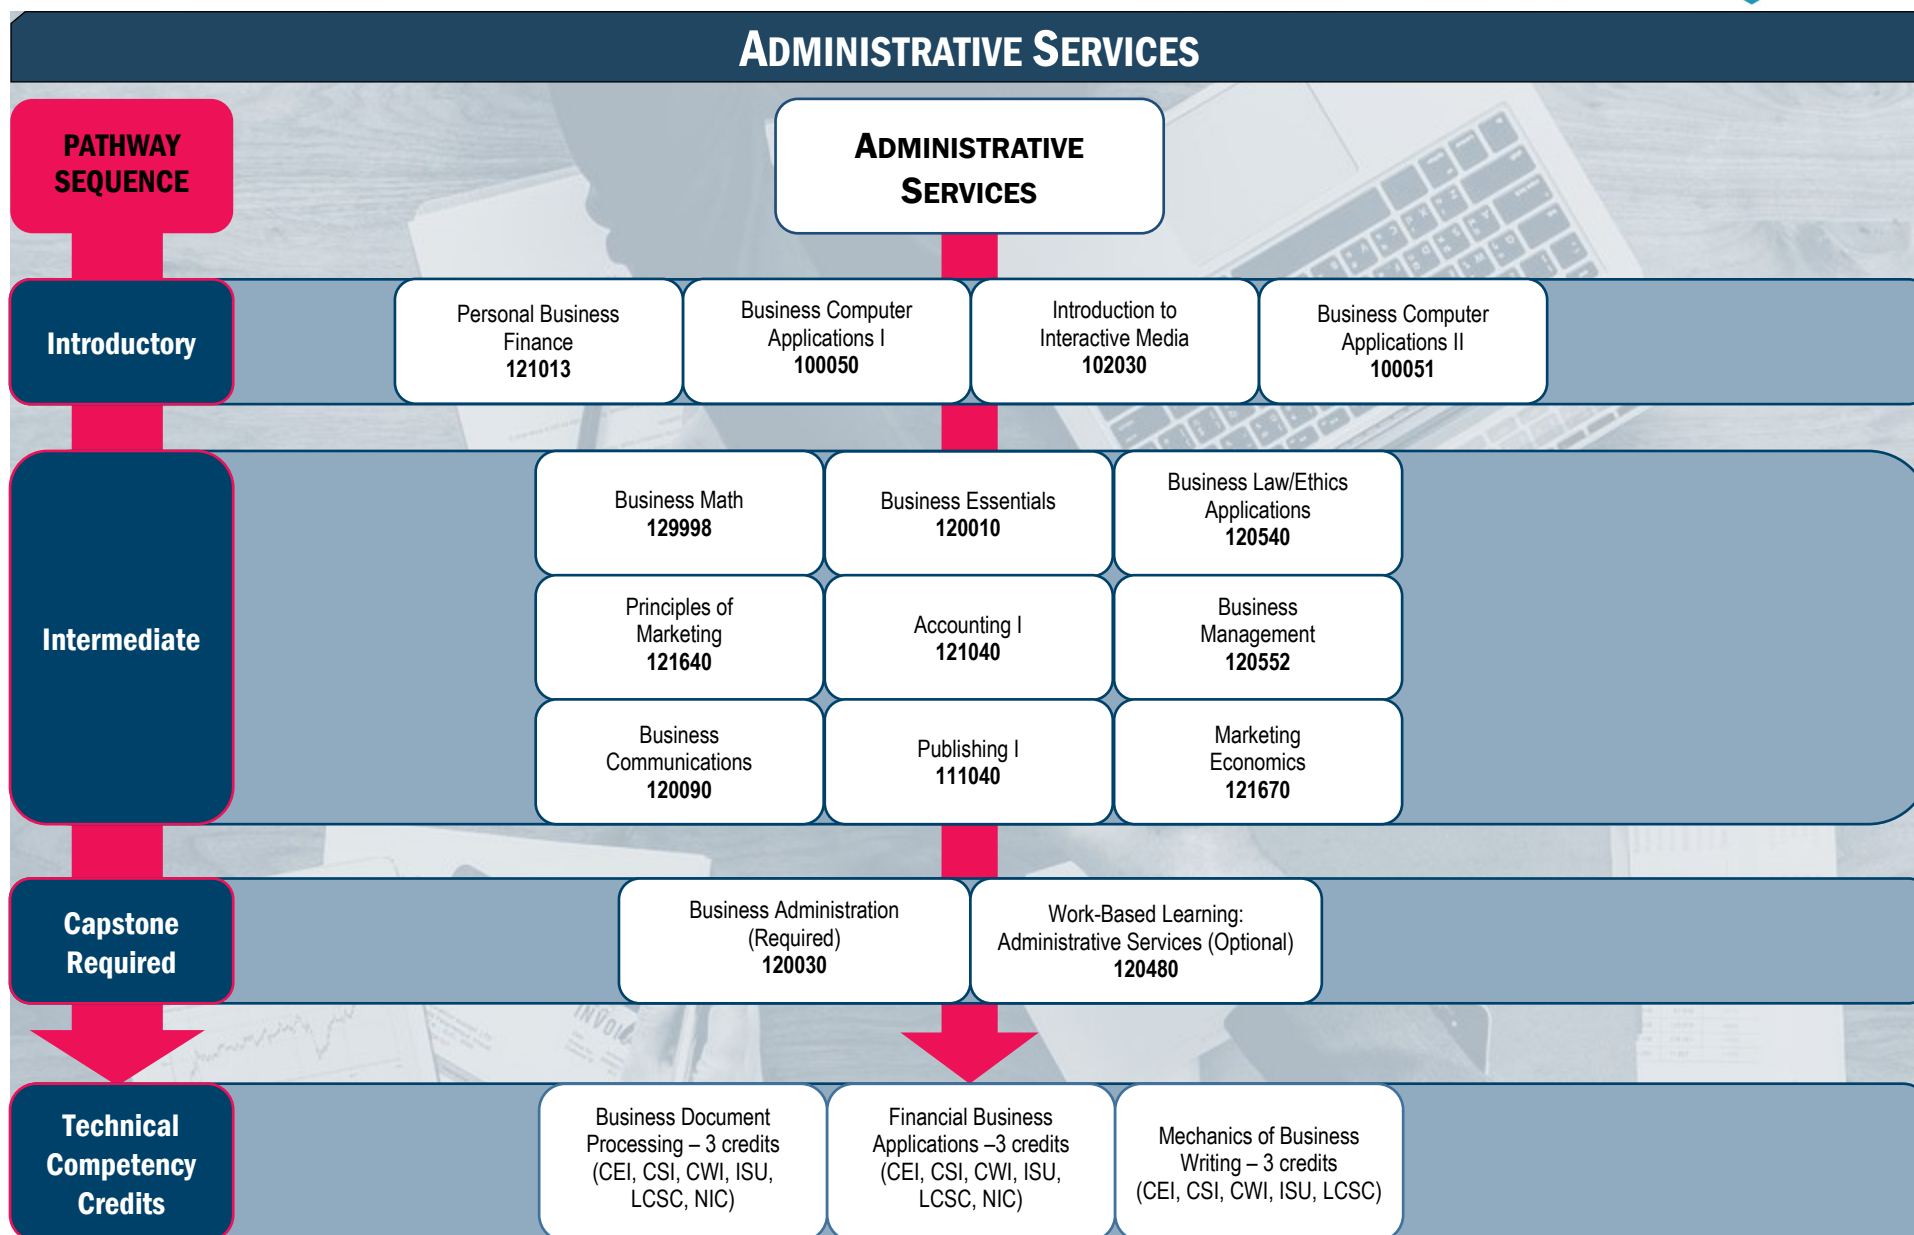 ADMINISTRATIVE SERVICES
PATHWAY
SEQUENCE
ADMINISTRATIVE
SERVICES
Introductory
Personal Business
Finance
121013
Business Computer
Applications I
100050
Introduction to
Interactive Media
102030
Business Computer
Applications II
100051
Intermediate
Business Math
129998
Business Essentials
120010
Business Law/Ethics
Applications
120540
Principles of
Marketing
121640
Accounting I
121040
Business
Management
120552
Business
Communications
120090
Publishing I
111040
Marketing
Economics
121670
Capstone
Required
Business Administration
(Required)
120030
Work-Based Learning:
Administrative Services (Optional)
120480
Technical
Competency
Credits
Business Document
Processing – 3 credits
(CEI, CSI, CWI, ISU,
LCSC, NIC)
Financial Business
Applications –3 credits
(CEI, CSI, CWI, ISU,
LCSC, NIC)
Mechanics of Business
Writing – 3 credits
(CEI, CSI, CWI, ISU, LCSC)